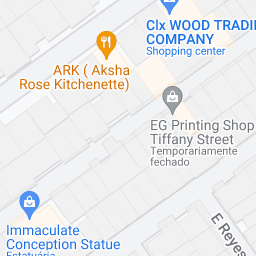 Clx WOOD TRADI
COMPANY
Shopping center
ARK ( Aksha
Rose Kitchenette)
EG Printing Shop
Tiffany Street
Temporariamente
fechado
Immaculate
Conception Statue
Estatuária
E Reyes